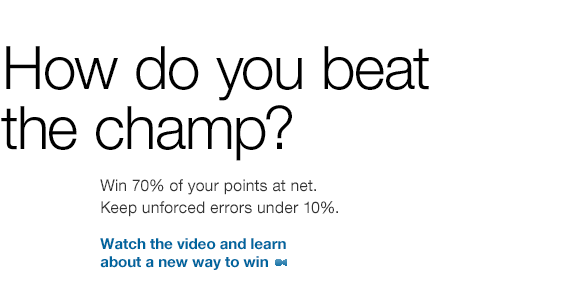 How do you beat
the champ?
Win 70% of your points at net.
Keep unforced errors under 10%.
Watch the video and learn
about a new way to win